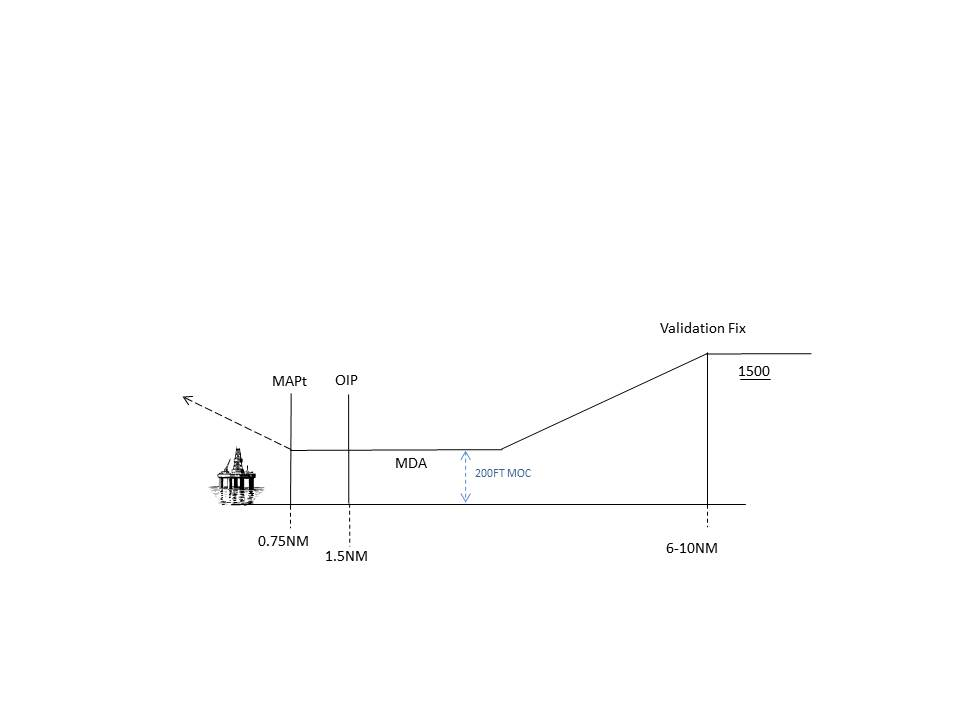 Validation Fix
1500
MAPt
OIP
MDA
200FT MOC
0.75NM
1.5NM
6-10NM